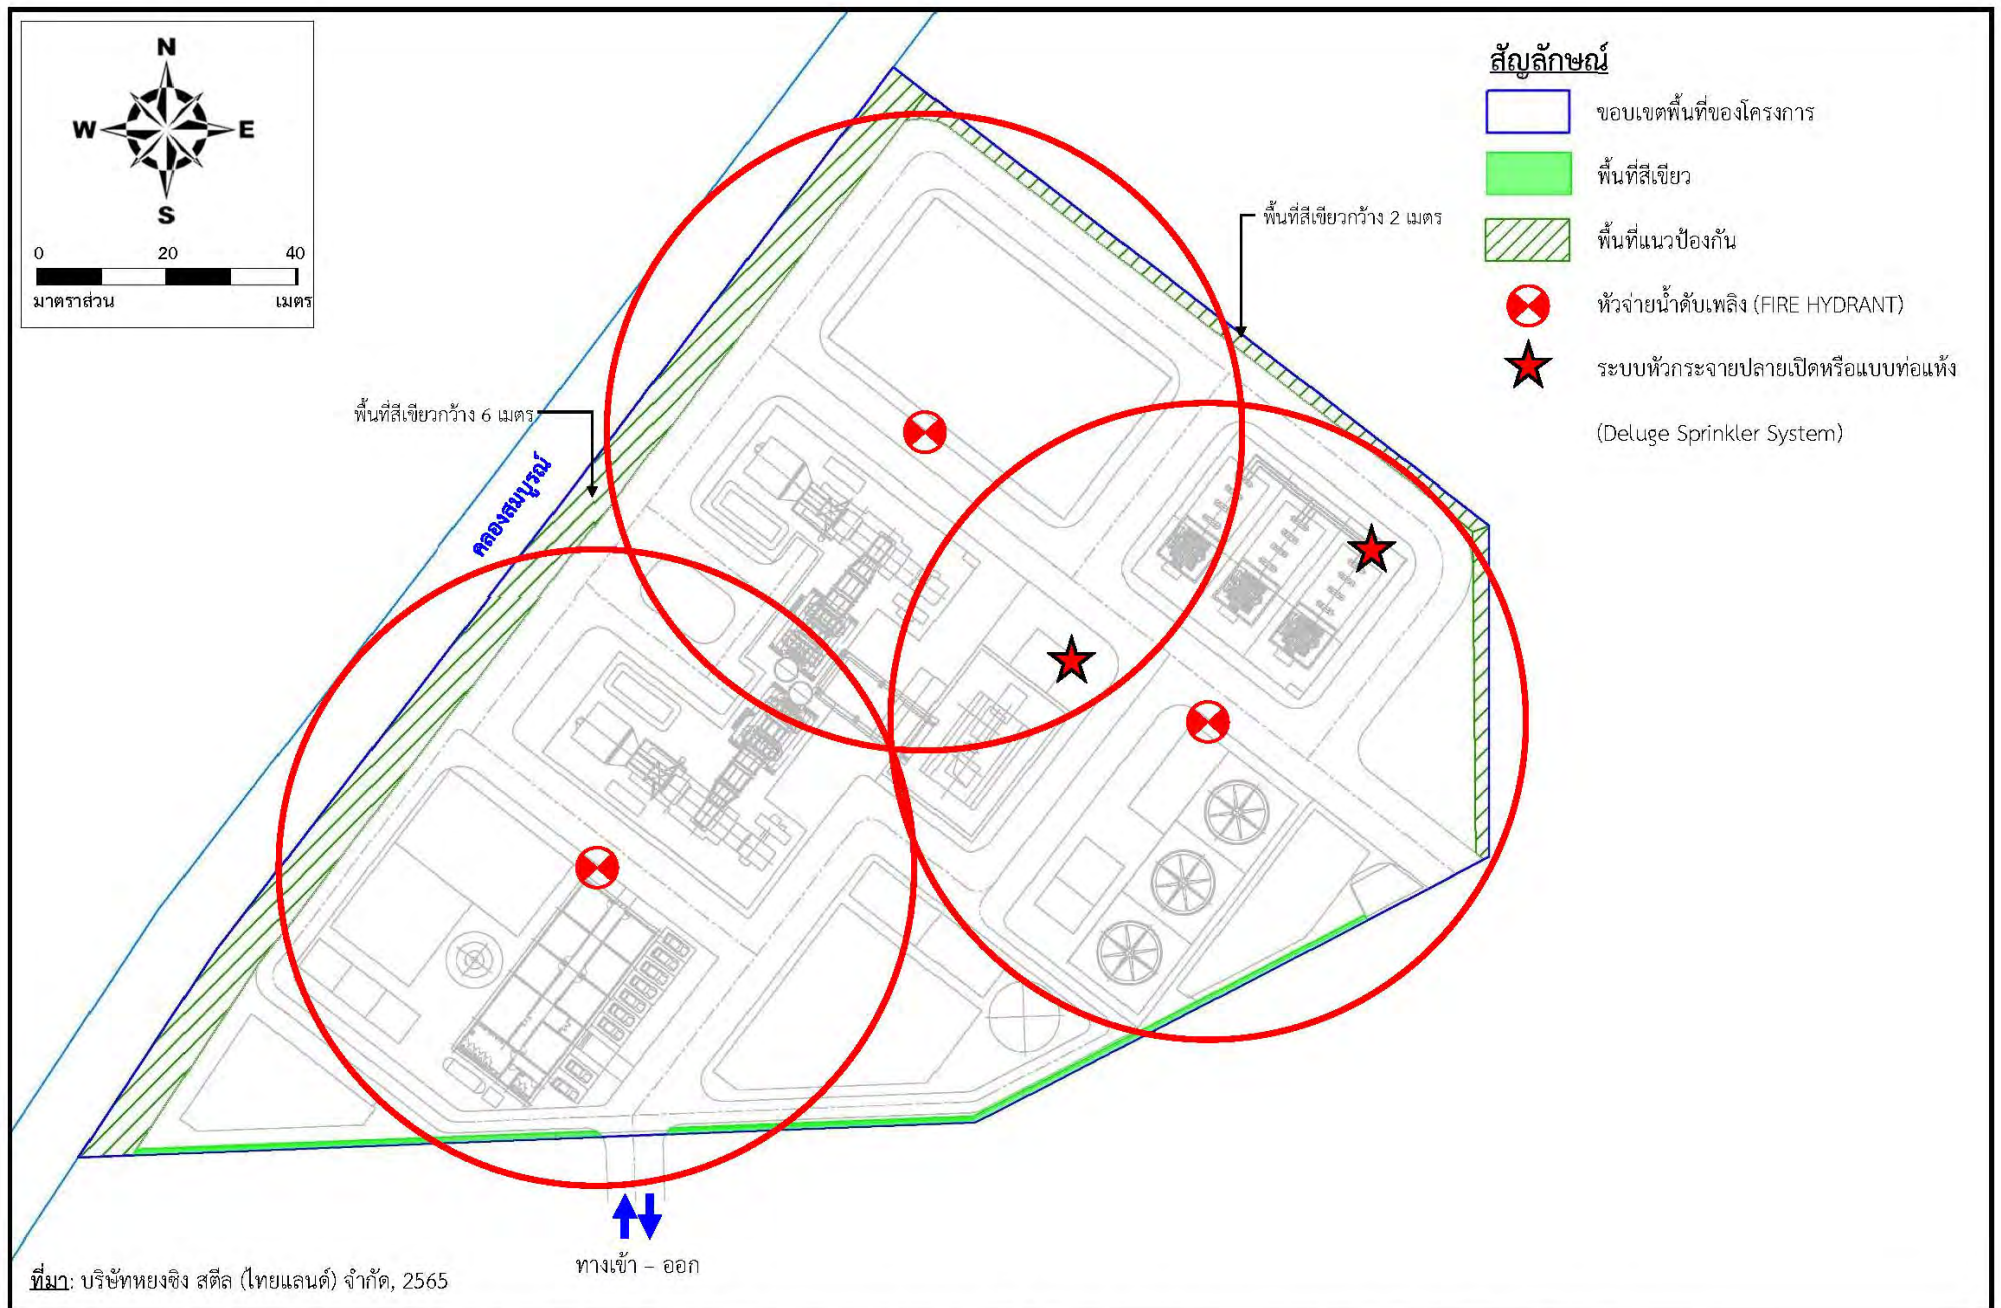 N
W E
S
0 20 40
มาตราส่วน เมตร
สัญลักษณ์
ขอบเขตพื้นที่ของโครงการ
พื้นที่สีเขียว
พื้นที่แนวป้องกัน
หัวจ่ายน้ำดับเพลิง (FIRE HYDRANT)
ระบบหัวกระจายปลายเปิดหรือแบบท่อแห้ง
(Deluge Sprinkler System)
พื้นที่สีเขียวกว้าง 2 เมตร
พื้นที่สีเขียวกว้าง 6 เมตร
คลองสมบูรณ์
ทางเข้า – ออก
ที่มา: บริษัทหยงซิง สตีล (ไทยแลนด์) จำกัด, 2565